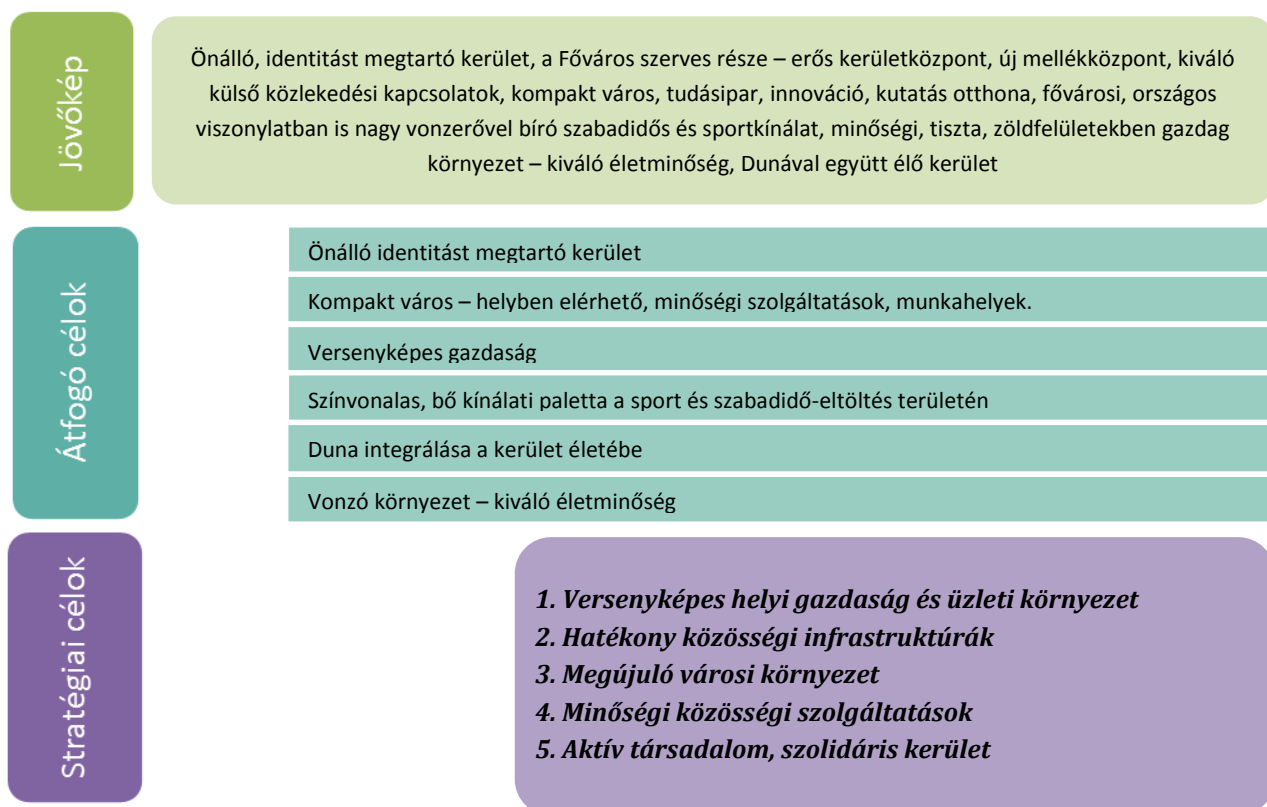 Jövőkép
Önálló, identitást megtartó kerület, a Főváros szerves része – erős kerületközpont, új mellékközpont, kiváló
külső közlekedési kapcsolatok, kompakt város, tudásipar, innováció, kutatás otthona, fővárosi, országos
viszonylatban is nagy vonzerővel bíró szabadidős és sportkínálat, minőségi, tiszta, zöldfelületekben gazdag
környezet – kiváló életminőség, Dunával együtt élő kerület
Átfogó célok
Önálló identitást megtartó kerület
Kompakt város – helyben elérhető, minőségi szolgáltatások, munkahelyek.
Versenyképes gazdaság
Színvonalas, bő kínálati paletta a sport és szabadidő-eltöltés területén
Duna integrálása a kerület életébe
Vonzó környezet – kiváló életminőség
Stratégiai célok
1. Versenyképes helyi gazdaság és üzleti környezet
2. Hatékony közösségi infrastruktúrák
3. Megújuló városi környezet
4. Minőségi közösségi szolgáltatások
5. Aktív társadalom, szolidáris kerület